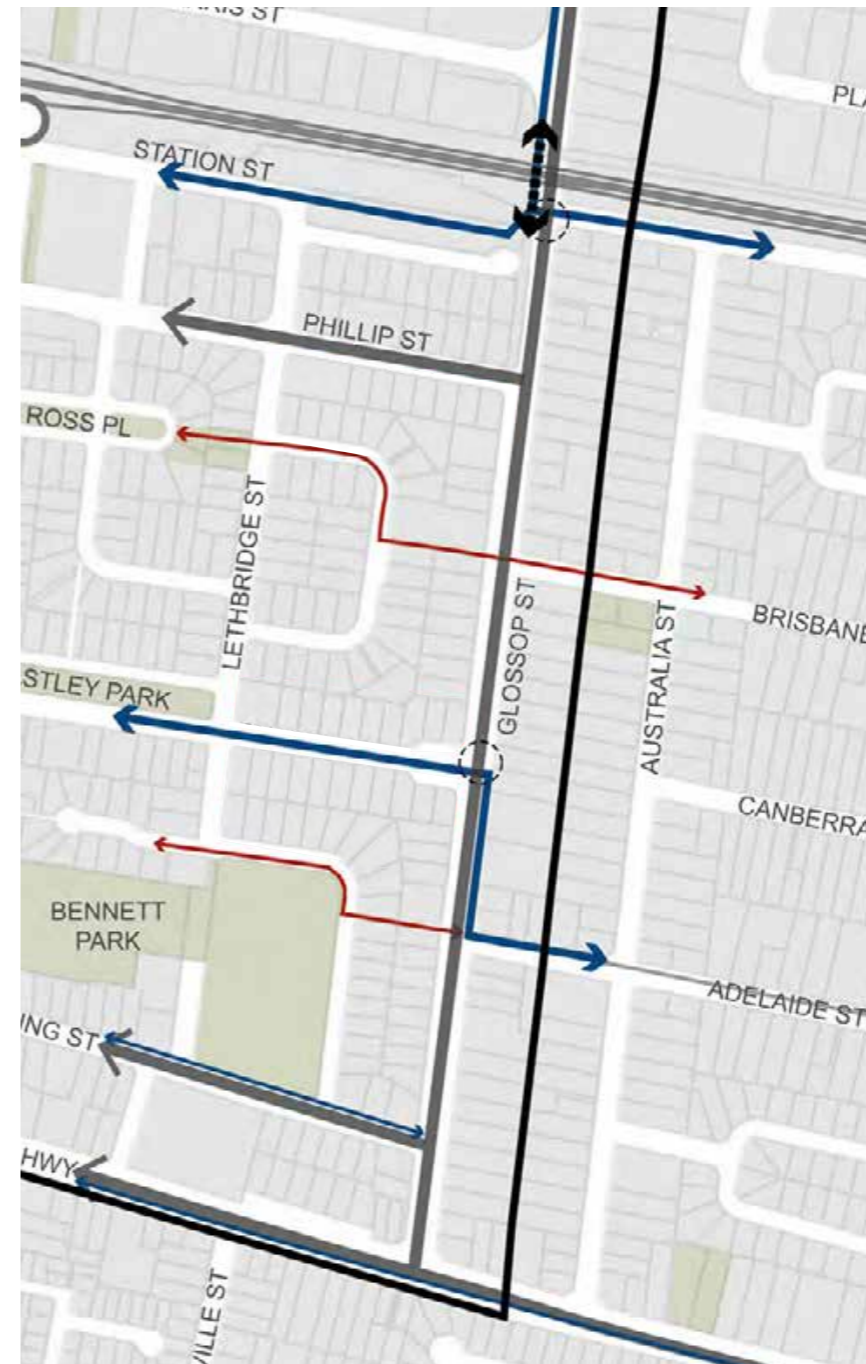 STATION ST
PLA
PHILLIP ST
ROSS PL
LETHBRIDGE ST
GLOSSOP ST
BRISBANE
AUSTRALIA ST
STLEY PARK
CANBERRA
BENNETT
PARK
ADELAIDE ST
NG ST
HWY
VILLE ST